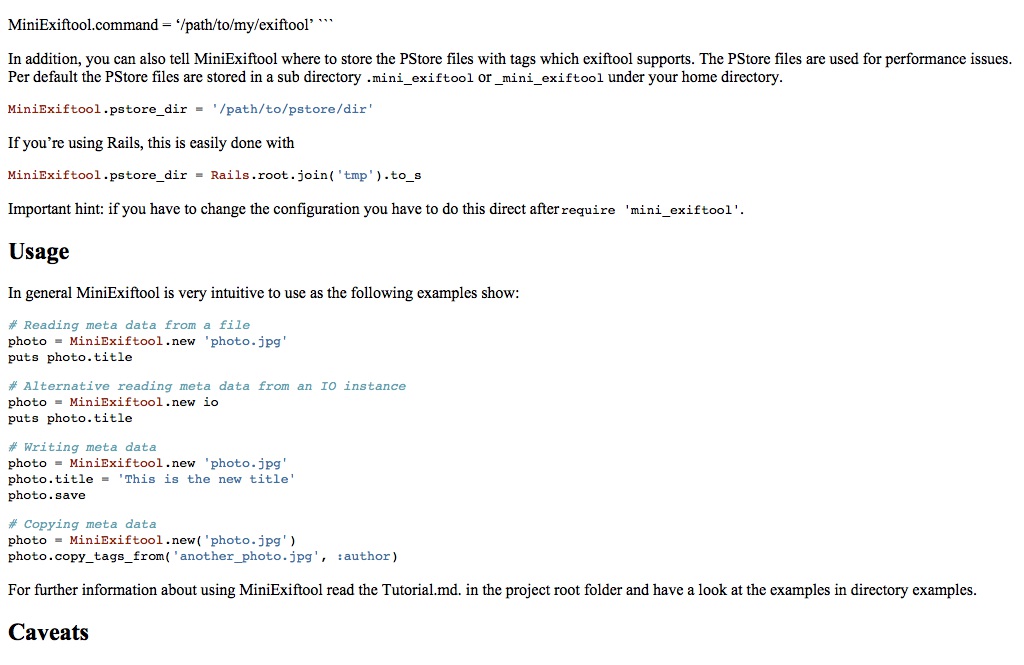 MiniExiftool.command = ‘/path/to/my/exiftool’ ```
In addition, you can also tell MiniExiftool where to store the PStore files with tags which exiftool supports. The PStore files are used for performance issues.
Per default the PStore files are stored in a sub directory .mini_exiftool or _mini_exiftool under your home directory.
MiniExiftool.pstore_dir = '/path/to/pstore/dir'
If you’re using Rails, this is easily done with
MiniExiftool.pstore_dir = Rails.root.join('tmp').to_s
Important hint: if you have to change the configuration you have to do this direct after require 'mini_exiftool'.
Usage
In general MiniExiftool is very intuitive to use as the following examples show:
# Reading meta data from a file
photo = MiniExiftool.new 'photo.jpg'
puts photo.title
# Alternative reading meta data from an IO instance
photo = MiniExiftool.new io
puts photo.title
# Writing meta data
photo = MiniExiftool.new 'photo.jpg'
photo.title = 'This is the new title'
photo.save
# Copying meta data
photo = MiniExiftool.new('photo.jpg')
photo.copy_tags_from('another_photo.jpg', :author)
For further information about using MiniExiftool read the Tutorial.md. in the project root folder and have a look at the examples in directory examples.
Caveats